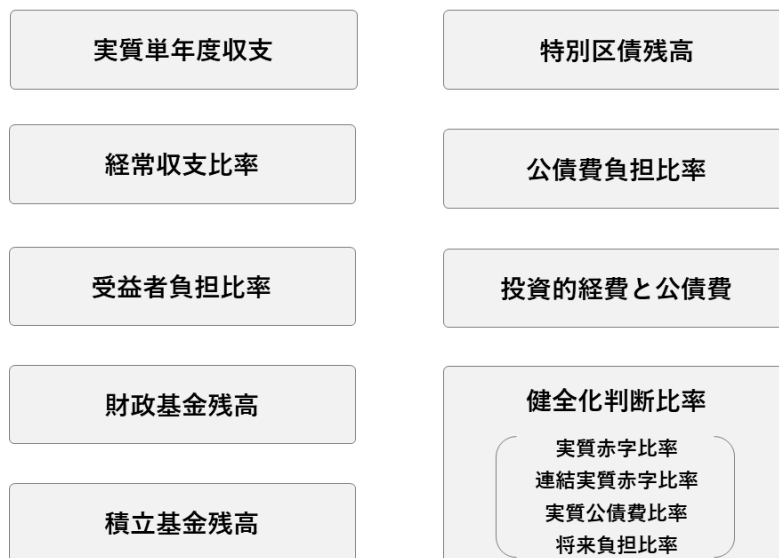 実質単年度収支
経常収支比率
受益者負担比率
財政基金残高
積立基金残高
特別区債残高
公債費負担比率
投資的経費と公債費
健全化判断比率
実質赤字比率
連結実質赤字比率
実質公債費比率
将来負担比率